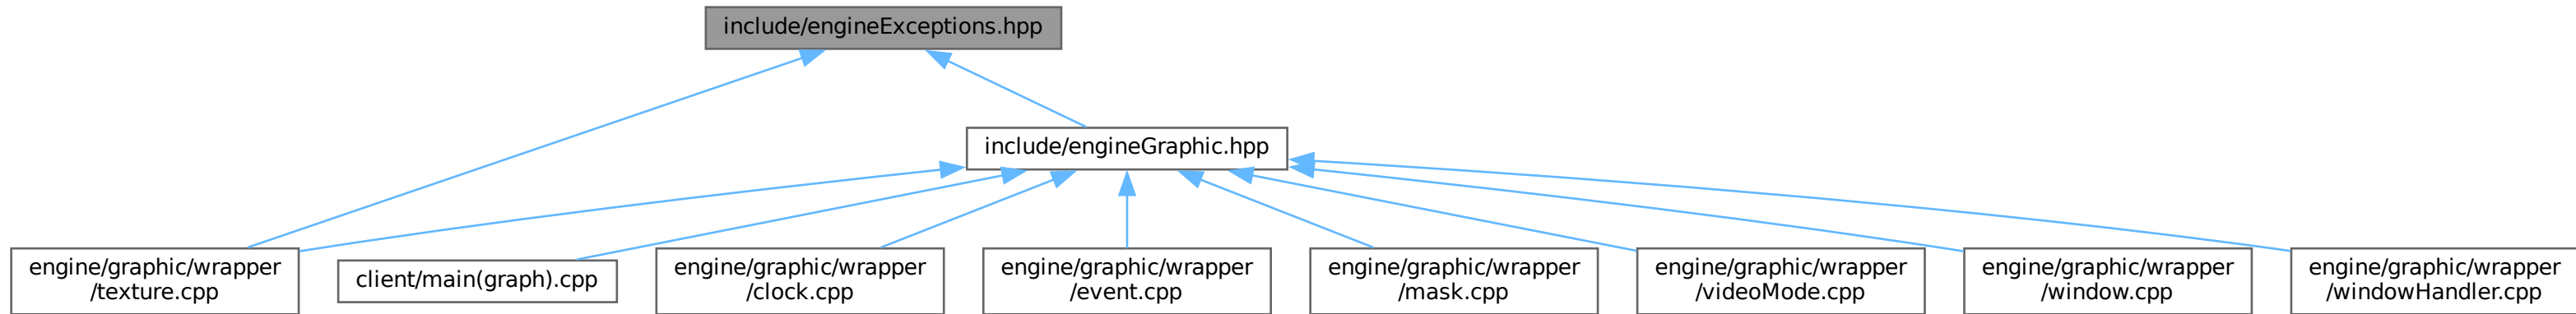 include/engineExceptions.hpp
include/engineGraphic.hpp
engine/graphic/wrapper
/texture.cpp
client/main(graph).cpp
engine/graphic/wrapper
/clock.cpp
engine/graphic/wrapper
/event.cpp
engine/graphic/wrapper
/mask.cpp
engine/graphic/wrapper
/videoMode.cpp
engine/graphic/wrapper
/window.cpp
engine/graphic/wrapper
/windowHandler.cpp